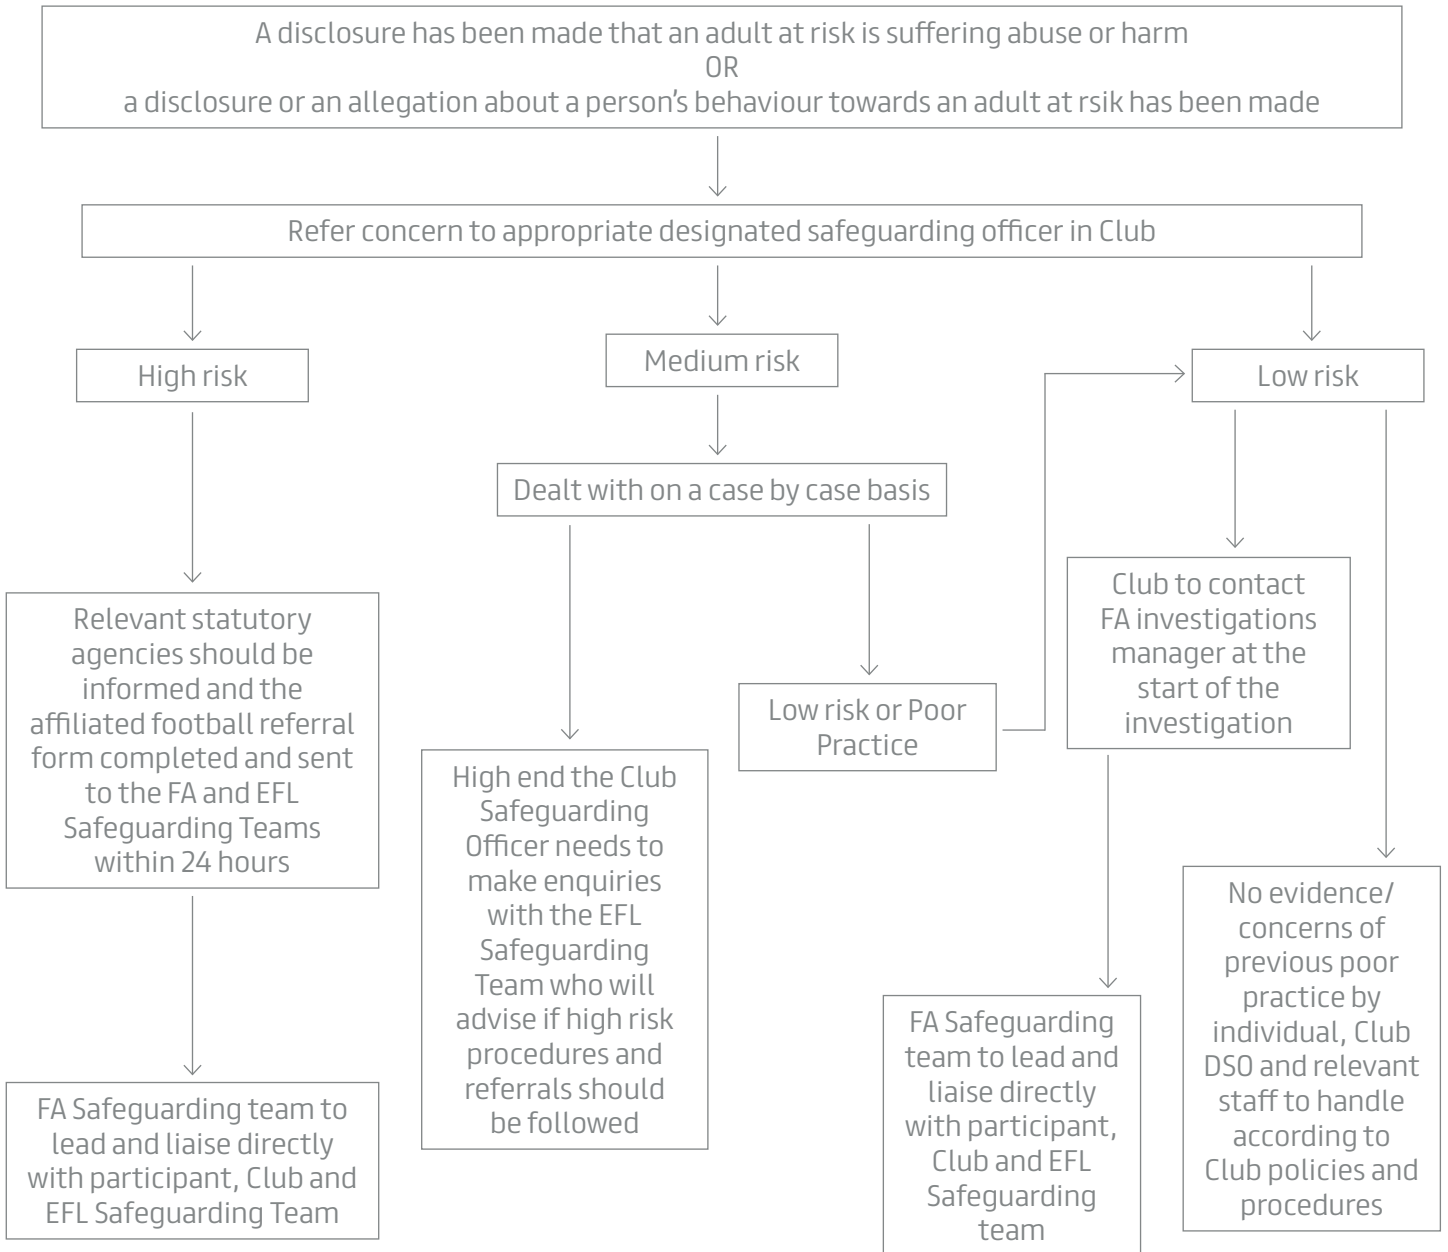 A disclosure has been made that an adult at risk is suffering abuse or harm
OR
a disclosure or an allegation about a person's behaviour towards an adult at rsik has been made
Refer concern to appropriate designated safeguarding officer in Club
High risk
Medium risk
Low risk
Dealt with on a case by case basis
Relevant statutory
agencies should be
informed and the
affiliated football referral
form completed and sent
to the FA and EFL
Safeguarding Teams
within 24 hours
High end the Club
Safeguarding
Officer needs to
make enquiries
with the EFL
Safeguarding
Team who will
advise if high risk
procedures and
referrals should
be followed
Low risk or Poor
Practice
Club to contact
FA investigations
manager at the
start of the
investigation
FA Safeguarding team to
lead and liaise directly
with participant, Club and
EFL Safeguarding Team
FA Safeguarding
team to lead and
liaise directly
with participant,
Club and EFL
Safeguarding
team
No evidence/
concerns of
previous poor
practice by
individual, Club
DSO and relevant
staff to handle
according to
Club policies and
procedures